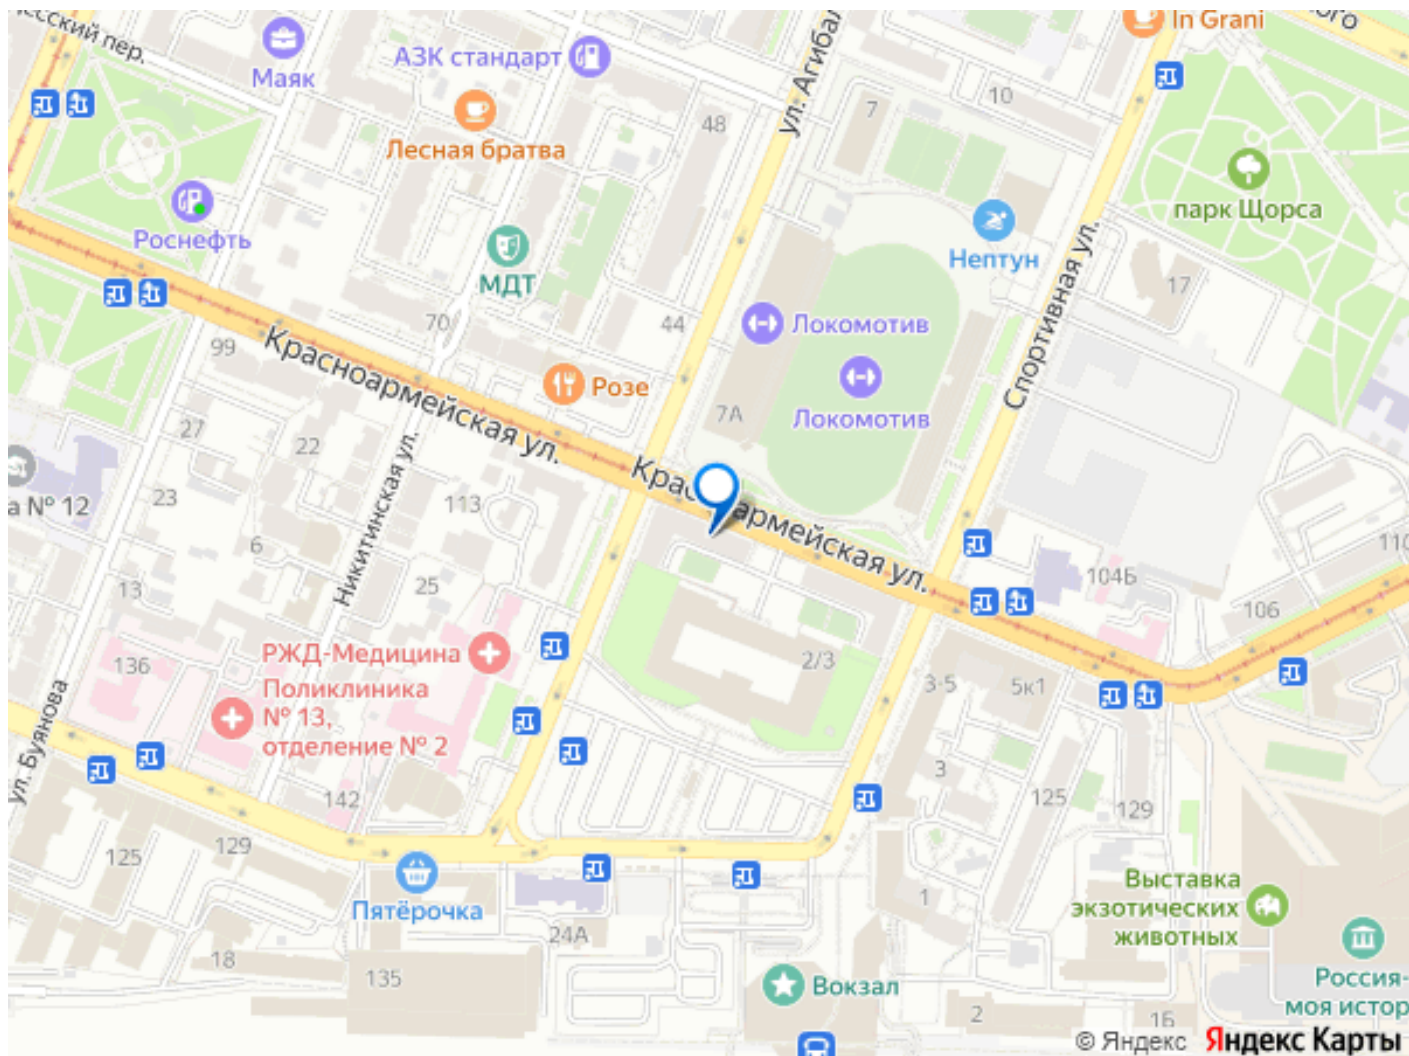 есский пер.
Маяк
АЗК стандарт
ул. Агибал
In Grani
ого
Лесная братва
48
7
10
парк Щорса
Роснефть
МДТ
Нептун
Спортивная ул.
17
70
44
Локомотив
99
Красноармейская ул.
Розе
7А
Локомотив
27
22
а № 12
23
Никитинская ул.
113
Красноармейская ул.
6
13
25
104Б
110
106
136
РЖД-Медицина
Поликлиника
№ 13,
отделение № 2
2/3
3-5
5к1
ул. Буянова
142
3
125
129
125
129
Пятёрочка
1
Выставка
экзотических
животных
24А
18
135
Вокзал
2
1Б
Россия-
моя истор
© Яндекс Яндекс Карты